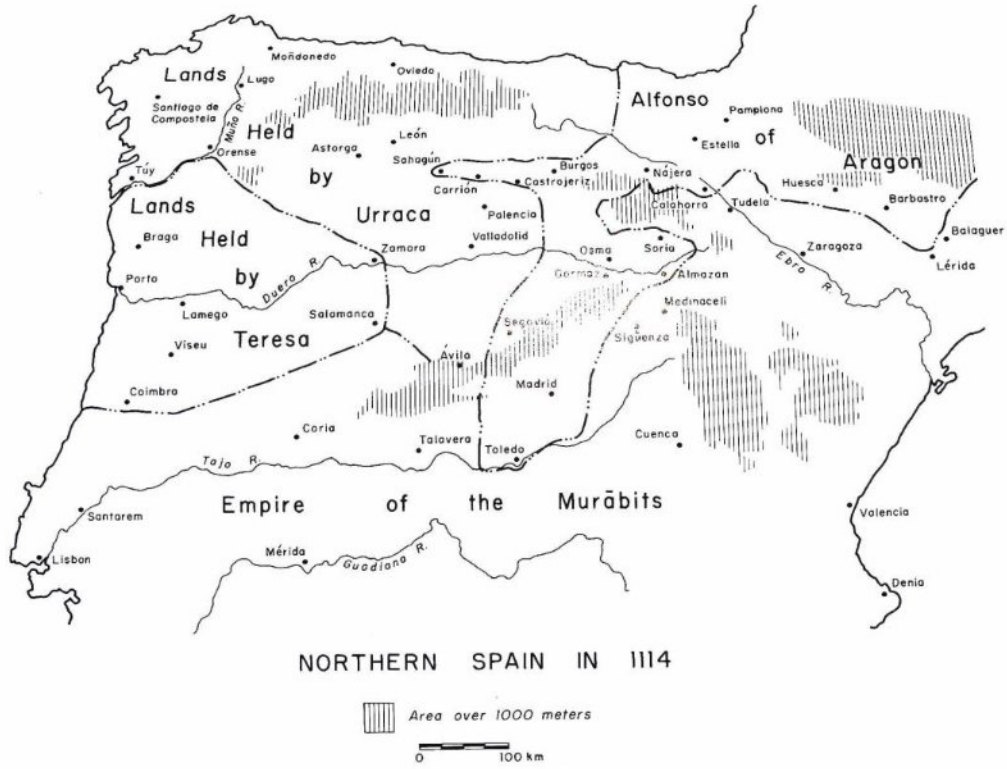 Moñdonedo
Lands
Lugo
Oviedo
Santiago de
Compostela
Muño R.
Held
Alfonso
Pamplona
of
Aragon
Orense
Astorga
León
Sahagún
by
Estella
Burgos
Túy
Carrión
Castrojeriz
Nájera
Huesca
Calahorra
Barbastro
Lands
Urraca
Palencia
Tudela
Braga
Held
Valladolid
Soria
Balaguer
Zamora
Osma
Zaragoza
Lérida
by
Gormaz
Almazan
Ebro R.
Porto
Duero R.
Lamego
Medinaceli
Salamanca
Teresa
Segovia
Sigüenza
Viseu
Ávila
Coimbra
Madrid
Coria
Talavera
Toledo
Cuenca
Tajo R.
Empire of the Murābits
Santarem
Valencia
Lisbon
Mérida
Guadiana R.
Denia
NORTHERN SPAIN IN 1114
Area over 1000 meters
0 100 km